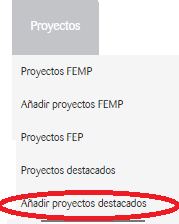 Proyectos
Proyectos FEMP
Añadir proyectos FEMP
Proyectos FEP
Proyectos destacados
Añadir proyectos destacados